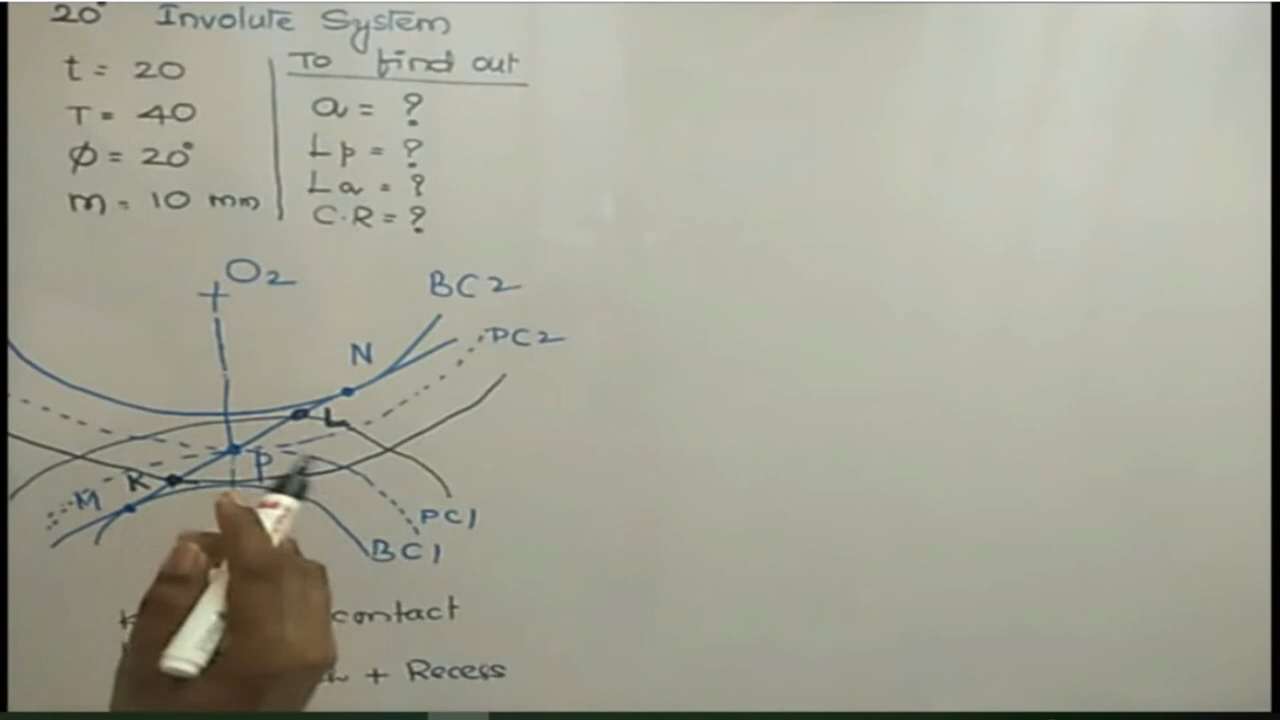 20° Involute System
t = 20
T = 40
φ = 20°
m = 10 mm
To find out
a = ?
Lp = ?
La = ?
C.R = ?
O2
BC2
PC2
N
L
P
K
M
PC1
BC1
contact
+ Recess